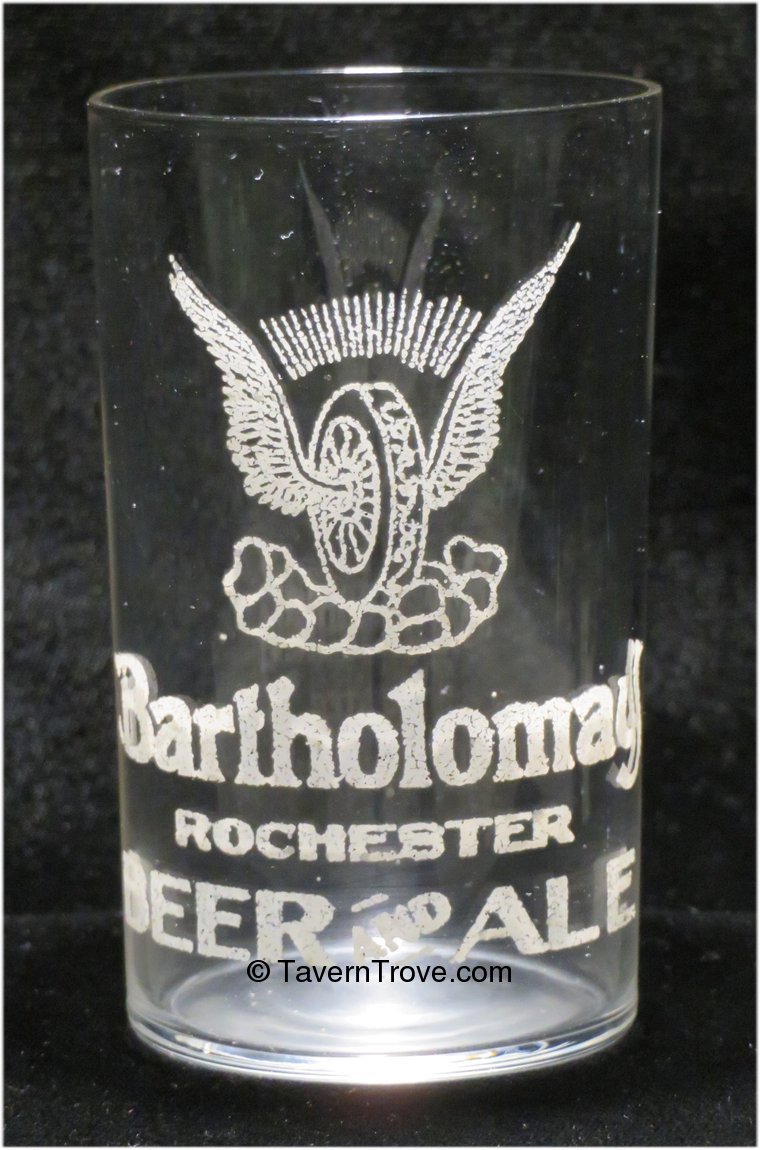 Bartholomay
ROCHESTER
BEER AND ALE
© TavernTrove.com